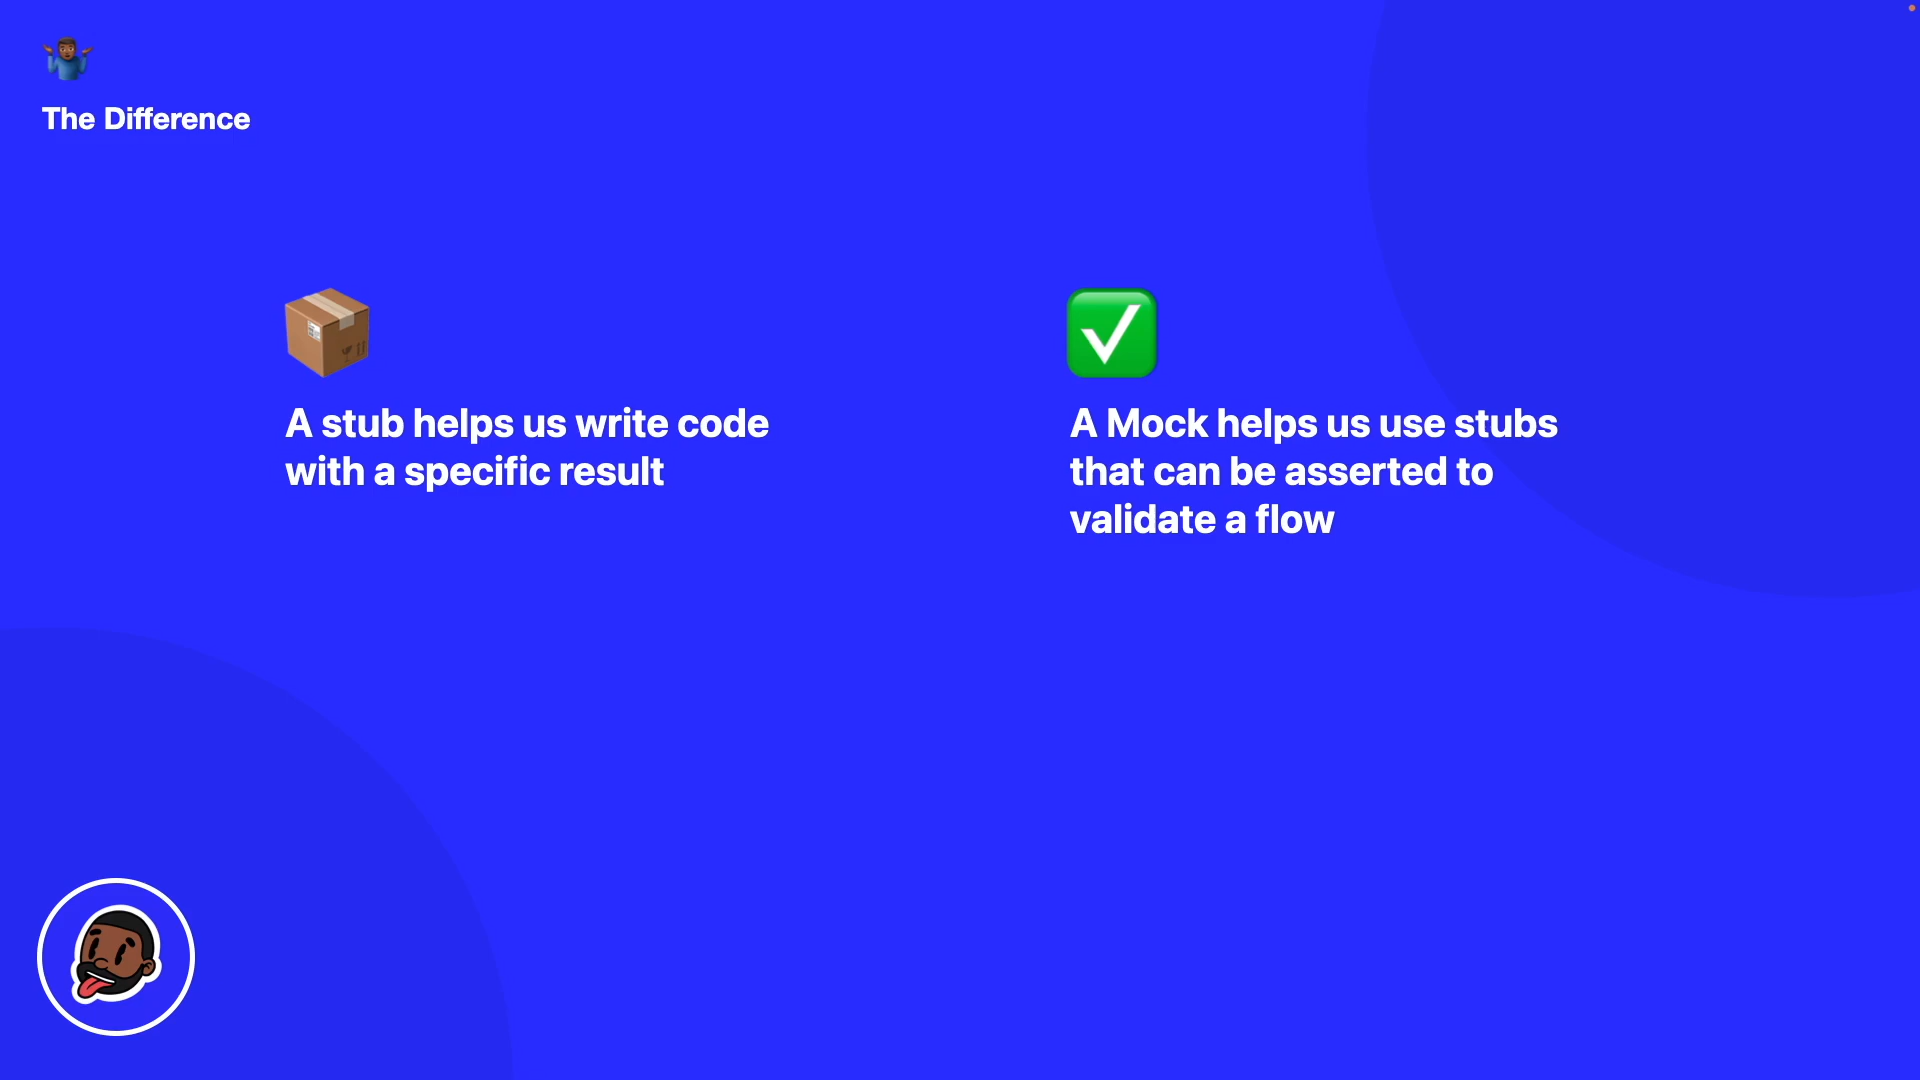 The Difference
A stub helps us write code
with a specific result
A Mock helps us use stubs
that can be asserted to
validate a flow